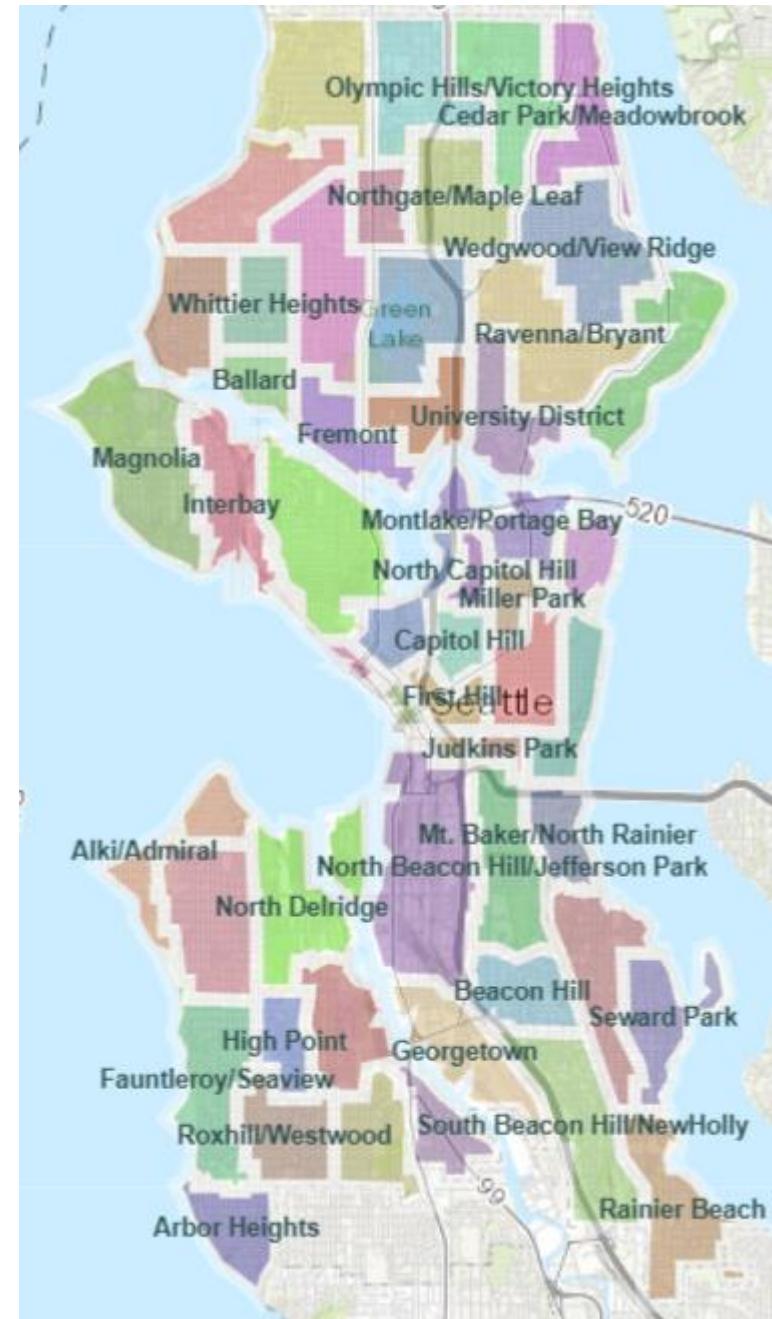 Olympic Hills/Victory Heights
Cedar Park/Meadowbrook
Northgate/Maple Leaf
Wedgwood/View Ridge
Whittier Heights
Green
Lake
Ravenna/Bryant
Ballard
University District
Fremont
Magnolia
Interbay
520
Montlake/Portage Bay
North Capitol Hill
Miller Park
Capitol Hill
First Hill
Seattle
Judkins Park
Mt. Baker/North Rainier
Alki/Admiral
North Beacon Hill/Jefferson Park
North Delridge
Beacon Hill
Seward Park
High Point
Georgetown
Fauntleroy/Seaview
South Beacon Hill/NewHolly
Roxhill/Westwood
99
Rainier Beach
Arbor Heights